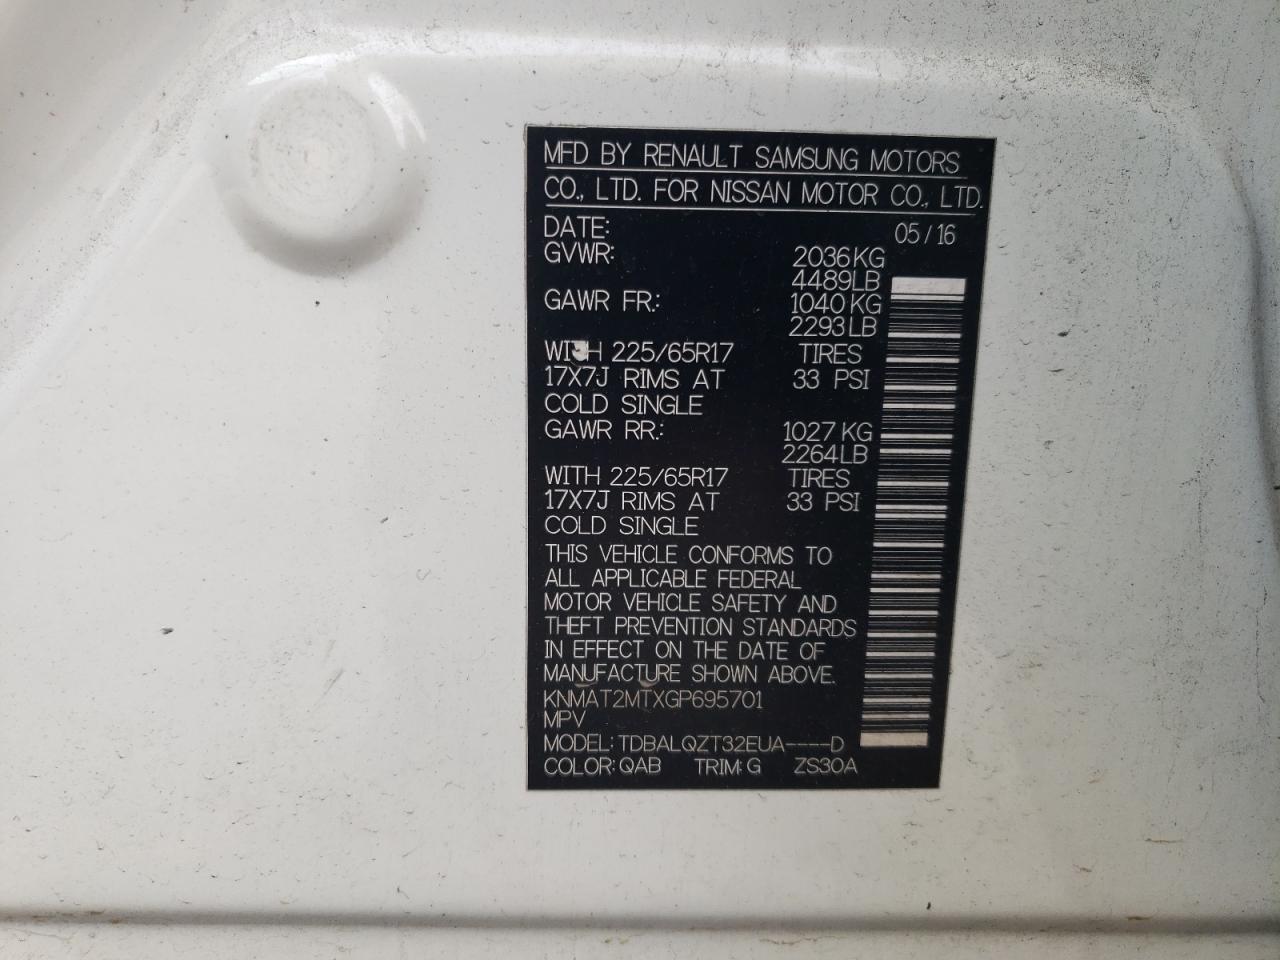 MFD BY RENAULT SAMSUNG MOTORS
CO., LTD. FOR NISSAN MOTOR CO., LTD.
DATE: 05/16
GVWR: 2036KG
4489LB
GAWR FR.: 1040KG
2293LB
WITH 225/65R17 TIRES
17X7J RIMS AT 33 PSI
COLD SINGLE
GAWR RR.: 1027KG
2264LB
WITH 225/65R17 TIRES
17X7J RIMS AT 33 PSI
COLD SINGLE
THIS VEHICLE CONFORMS TO
ALL APPLICABLE FEDERAL
MOTOR VEHICLE SAFETY AND
THEFT PREVENTION STANDARDS
IN EFFECT ON THE DATE OF
MANUFACTURE SHOWN ABOVE.
KNMAT2MTXGP695701
MPV
MODEL: TDBALQZT32EUA----D
COLOR: QAB TRIM: G ZS30A